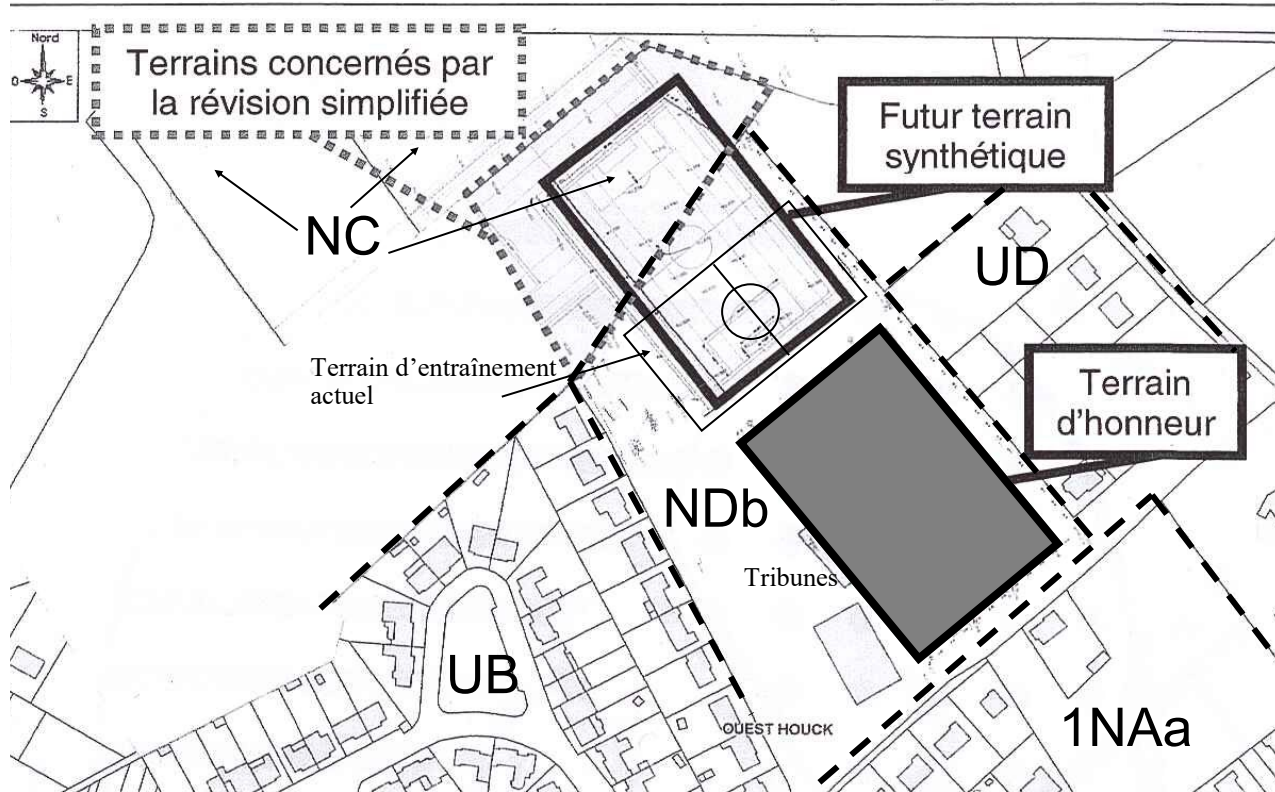 Nord
O
E
S
Terrains concernés par
la révision simplifiée
Futur terrain
synthétique
NC
UD
Terrain d'entraînement
actuel
Terrain
d'honneur
NDb
Tribunes
UB
OUEST HOUCK
1NAa